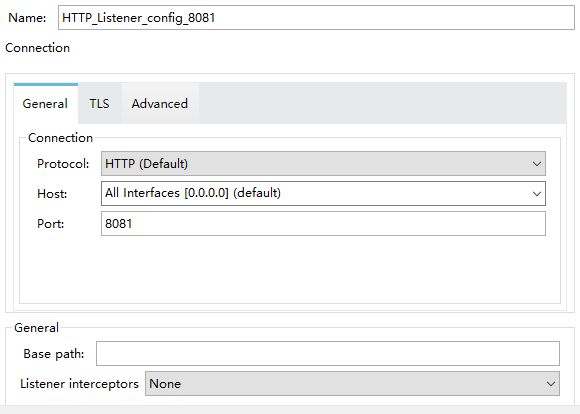 Name: HTTP_Listener_config_8081
Connection
General TLS Advanced
Connection
Protocol: HTTP (Default)
Host: All Interfaces [0.0.0.0] (default)
Port: 8081
General
Base path:
Listener interceptors None